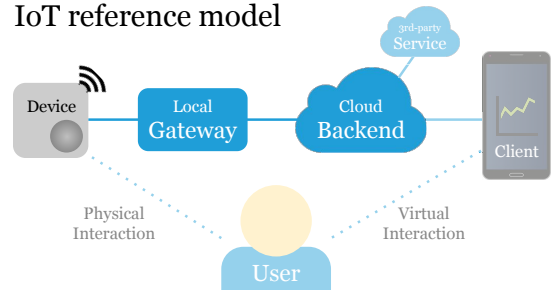 IoT reference model
3rd-party
Service
Device
Local
Gateway
Cloud
Backend
Client
Physical
Interaction
Virtual
Interaction
User